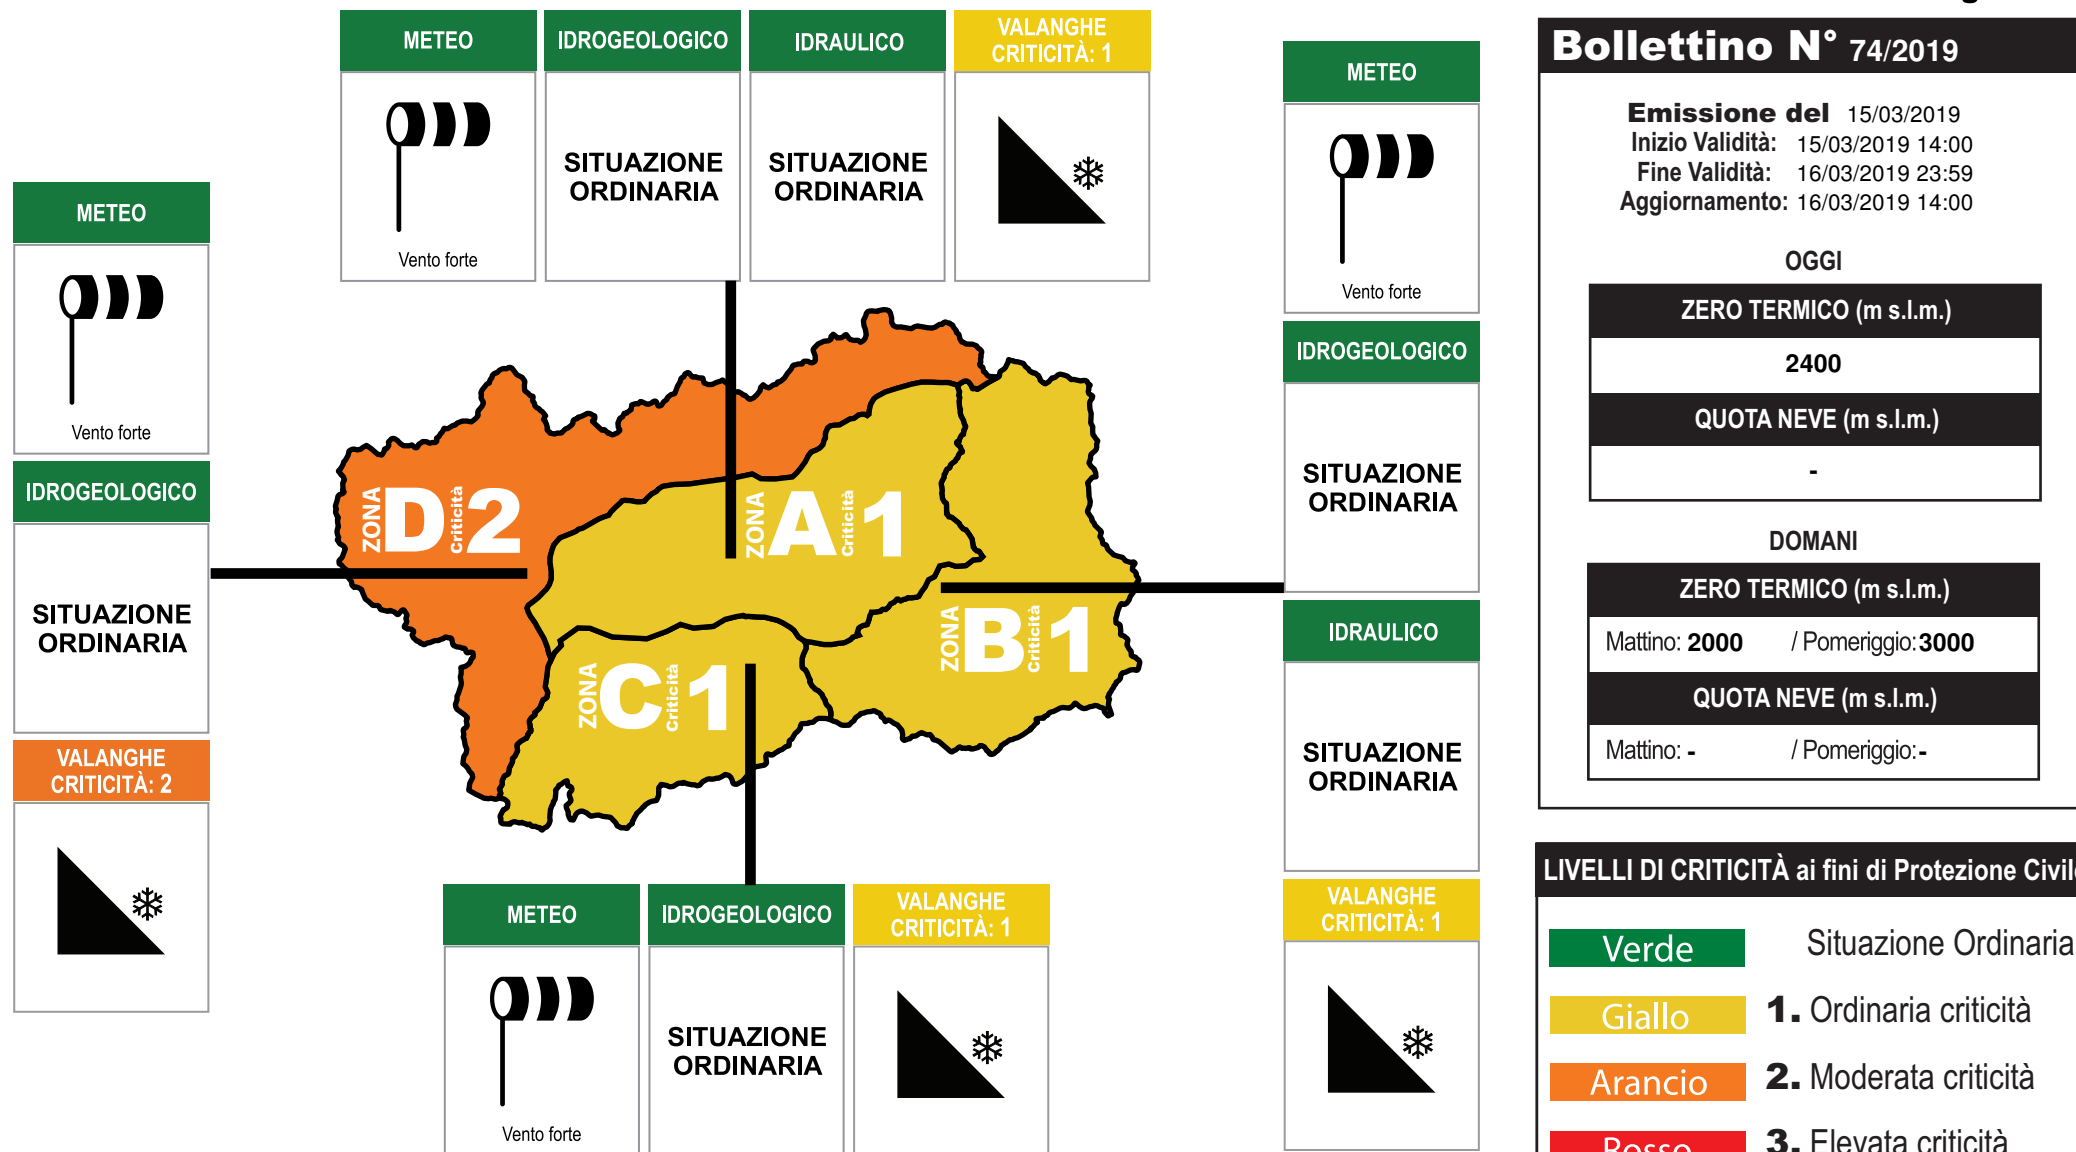 METEO
IDROGEOLOGICO
IDRAULICO
VALANGHE
CRITICITÀ: 1
Vento forte
SITUAZIONE
ORDINARIA
SITUAZIONE
ORDINARIA
METEO
Vento forte
IDROGEOLOGICO
SITUAZIONE
ORDINARIA
VALANGHE
CRITICITÀ: 2
ZONA D Criticità 2
ZONA A Criticità 1
ZONA B Criticità 1
ZONA C Criticità 1
METEO
Vento forte
IDROGEOLOGICO
SITUAZIONE
ORDINARIA
IDRAULICO
SITUAZIONE
ORDINARIA
VALANGHE
CRITICITÀ: 1
METEO
IDROGEOLOGICO
VALANGHE
CRITICITÀ: 1
Vento forte
SITUAZIONE
ORDINARIA
Bollettino N° 74/2019
Emissione del 15/03/2019
Inizio Validità: 15/03/2019 14:00
Fine Validità: 16/03/2019 23:59
Aggiornamento: 16/03/2019 14:00
OGGI
ZERO TERMICO (m s.l.m.)
2400
QUOTA NEVE (m s.l.m.)
-
DOMANI
ZERO TERMICO (m s.l.m.)
Mattino: 2000 / Pomeriggio: 3000
QUOTA NEVE (m s.l.m.)
Mattino: - / Pomeriggio: -
LIVELLI DI CRITICITÀ ai fini di Protezione Civile
Verde Situazione Ordinaria
Giallo 1. Ordinaria criticità
Arancio 2. Moderata criticità
Rosso 3. Elevata criticità